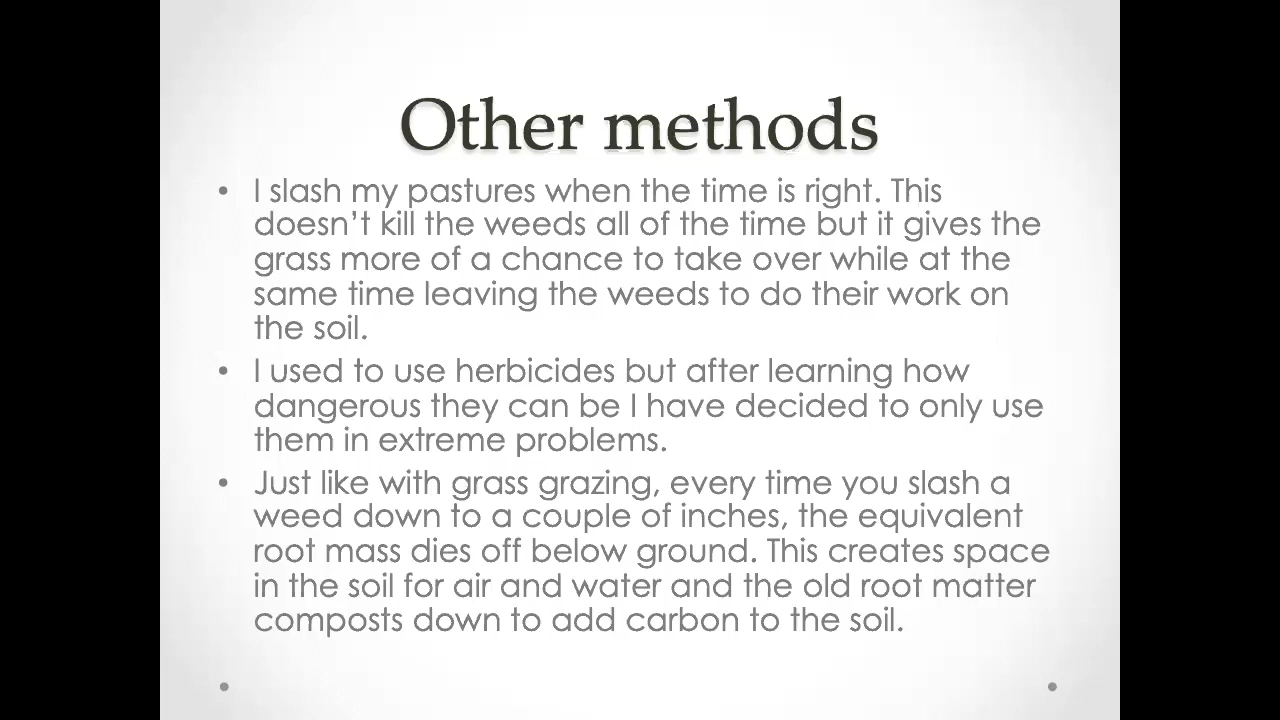 Other methods
• I slash my pastures when the time is right. This
doesn’t kill the weeds all of the time but it gives the
grass more of a chance to take over while at the
same time leaving the weeds to do their work on
the soil.
• I used to use herbicides but after learning how
dangerous they can be I have decided to only use
them in extreme problems.
• Just like with grass grazing, every time you slash a
weed down to a couple of inches, the equivalent
root mass dies off below ground. This creates space
in the soil for air and water and the old root matter
composts down to add carbon to the soil.